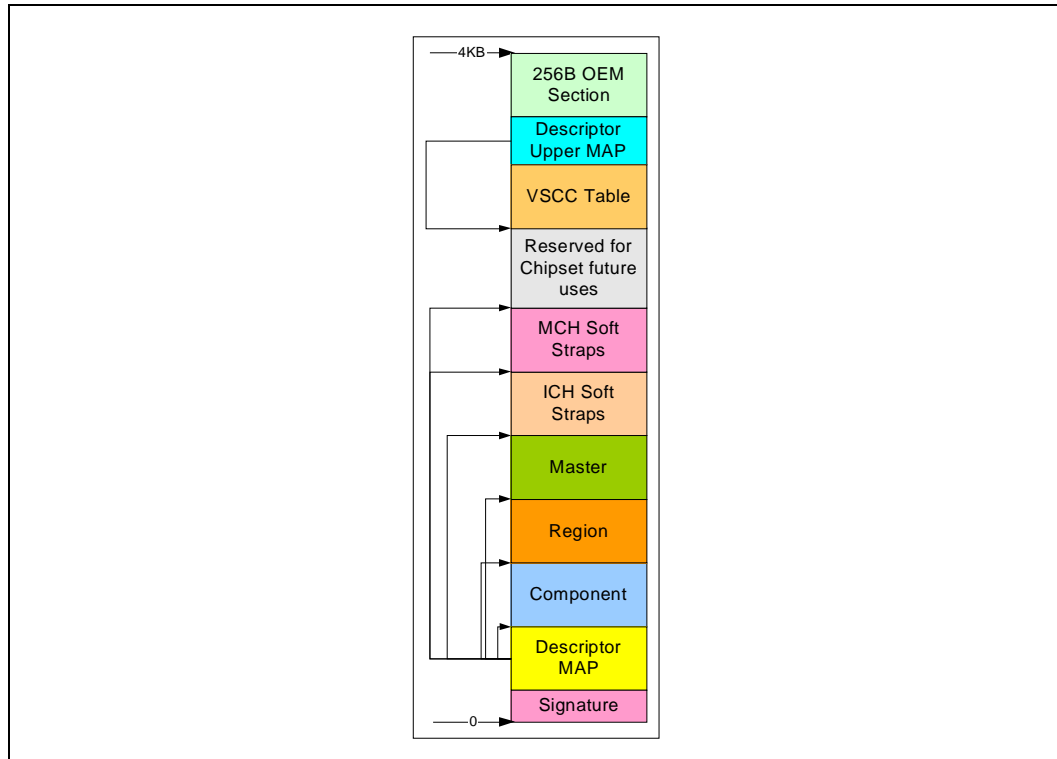 4KB
256B OEM
Section
Descriptor
Upper MAP
VSCC Table
Reserved for
Chipset future
uses
MCH Soft
Straps
ICH Soft
Straps
Master
Region
Component
Descriptor
MAP
Signature
0